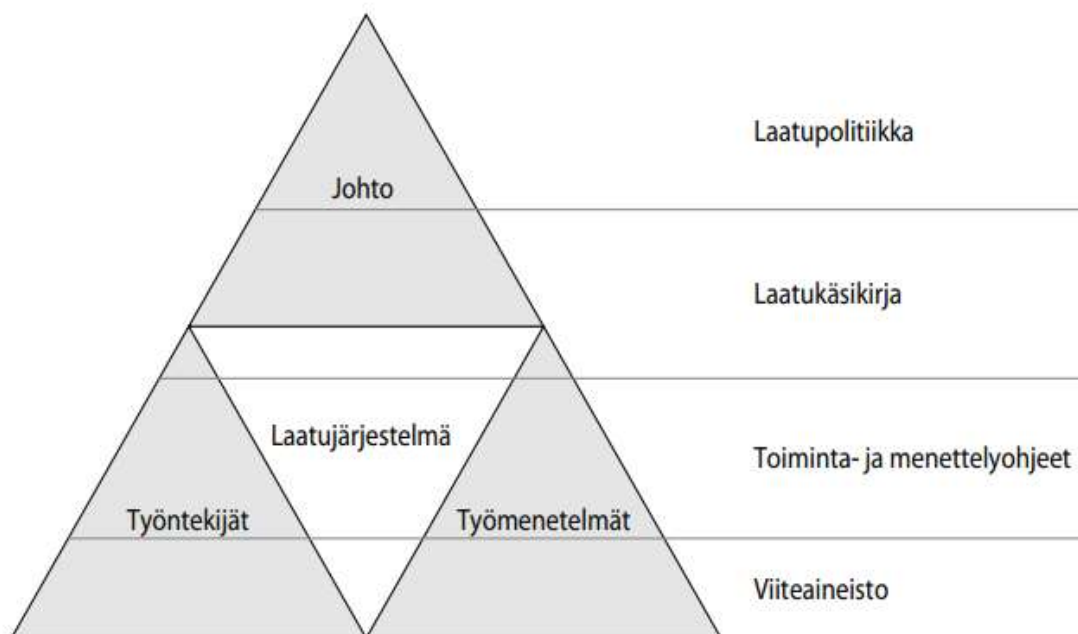 Laatupolitiikka
Johto
Laatukäsikirja
Laatujärjestelmä
Toiminta- ja menettelyohjeet
Työntekijät
Työmenetelmät
Viiteaineisto